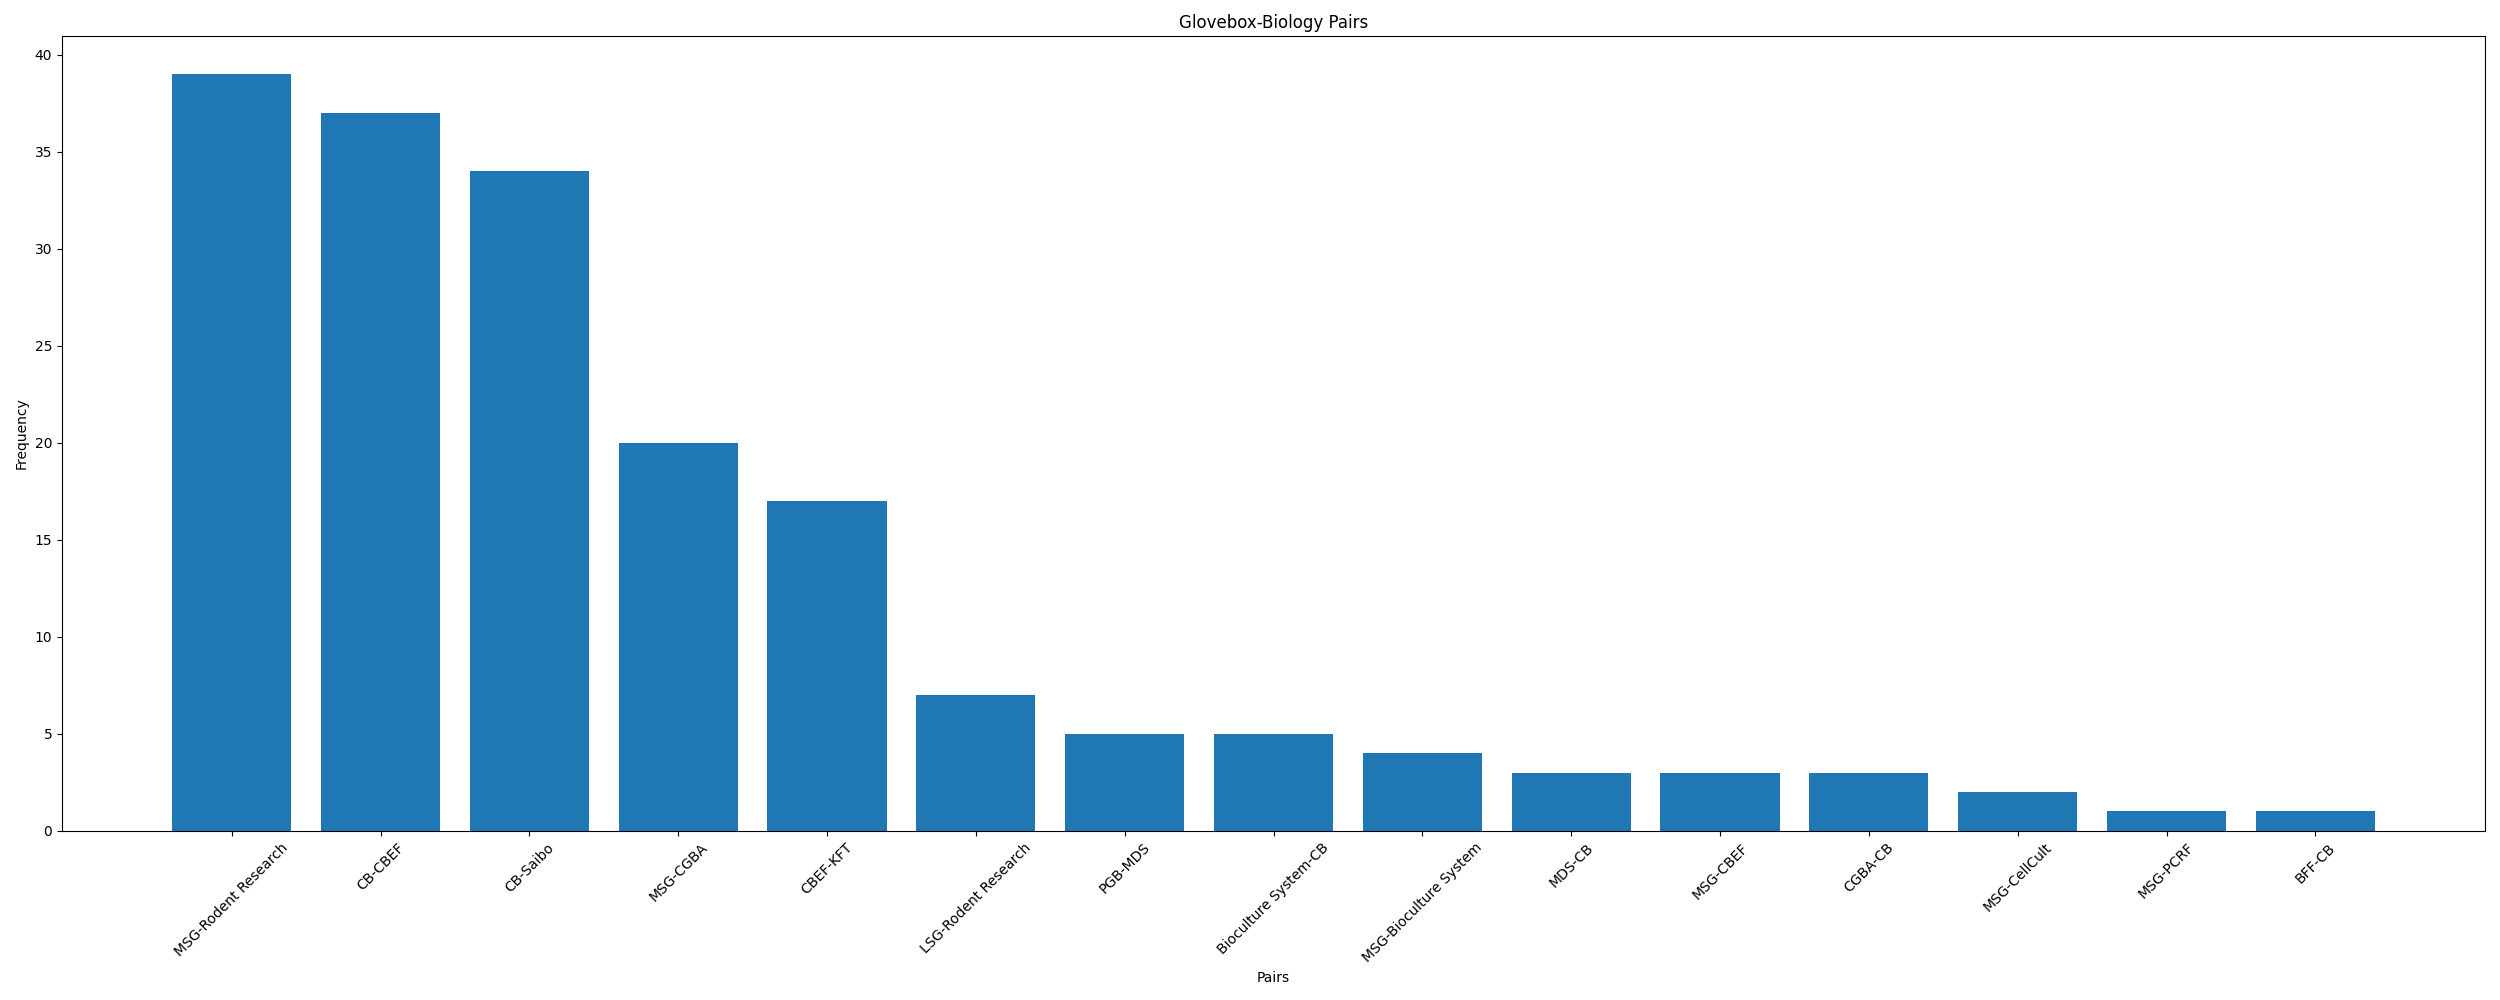 Glovebox-Biology Pairs
40
35
30
25
20
15
10
5
0
Frequency
MSG-Rodent Research
CB-CBEF
CB-Saibo
MSG-CGBA
CBEF-KFT
LSG-Rodent Research
PGB-MDS
Bioculture System-CB
MSG-Bioculture System
MDS-CB
MSG-CBEF
CGBA-CB
MSG-CellCult
MSG-PCRF
BFF-CB
Pairs